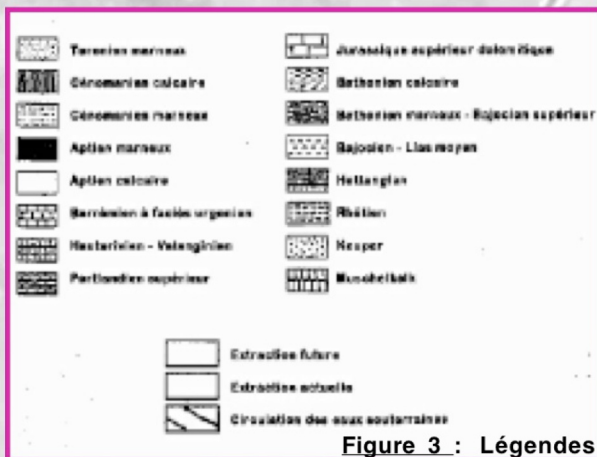 Turonien marneux
Cénomanien calcaire
Cénomanien marneux
Aptien marneux
Aptien calcaire
Barrémien à faciès urgonien
Hauterivien - Valanginien
Portlandien supérieur
Jurassique supérieur dolomitique
Bathonien calcaire
Bathonien marneux - Bajocien supérieur
Bajocien - Lias moyen
Hettangien
Rhétien
Keuper
Muschelkalk
Extraction future
Extraction actuelle
Circulation des eaux souterraines
Figure 3 : Légendes